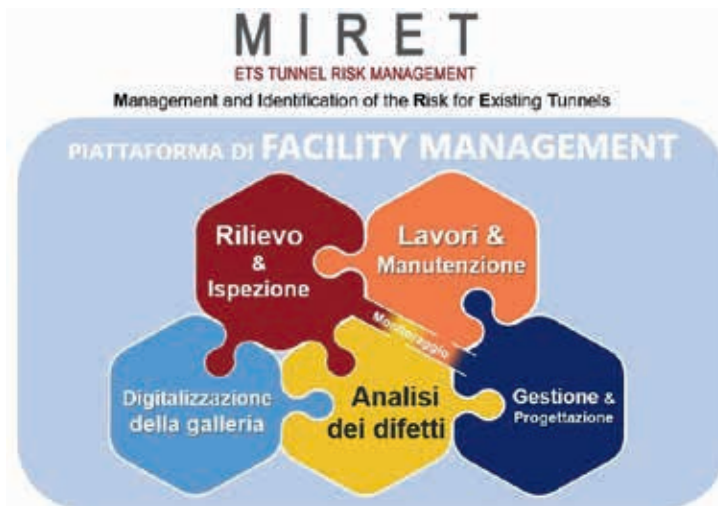 MIRET
ETS TUNNEL RISK MANAGEMENT
Management and Identification of the Risk for Existing Tunnels
PIATTAFORMA DI FACILITY MANAGEMENT
Rilievo
&
Ispezione
Lavori &
Manutenzione
Monitoraggio
Digitalizzazione
della galleria
Analisi
dei difetti
Gestione &
Progettazione